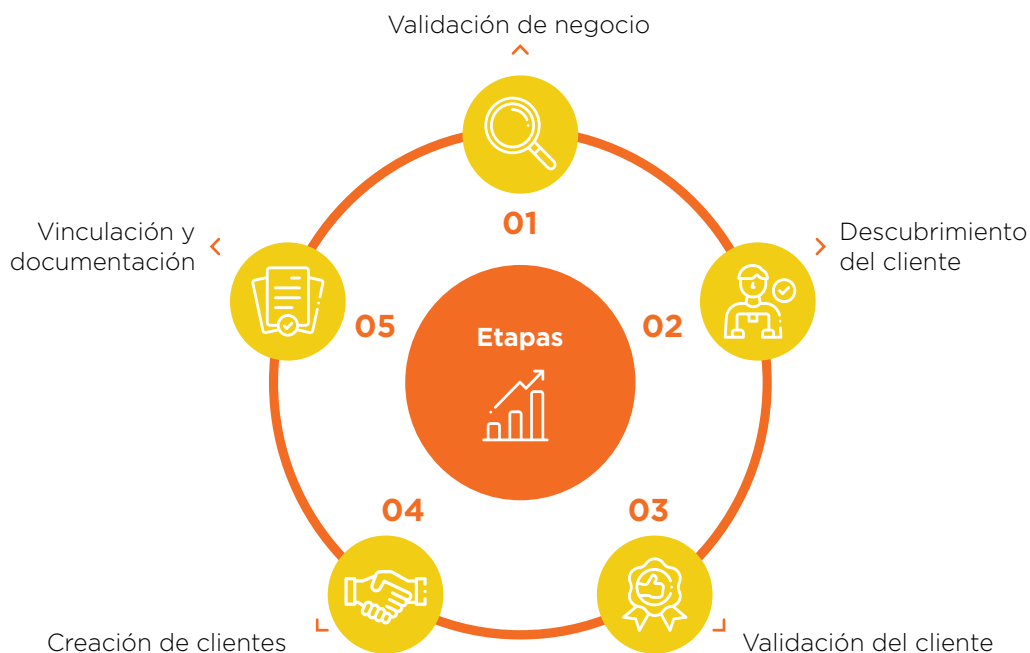 Validación de negocio
01
Descubrimiento
del cliente
02
Vinculación y
documentación
05
Etapas
04
03
Creación de clientes
Validación del cliente